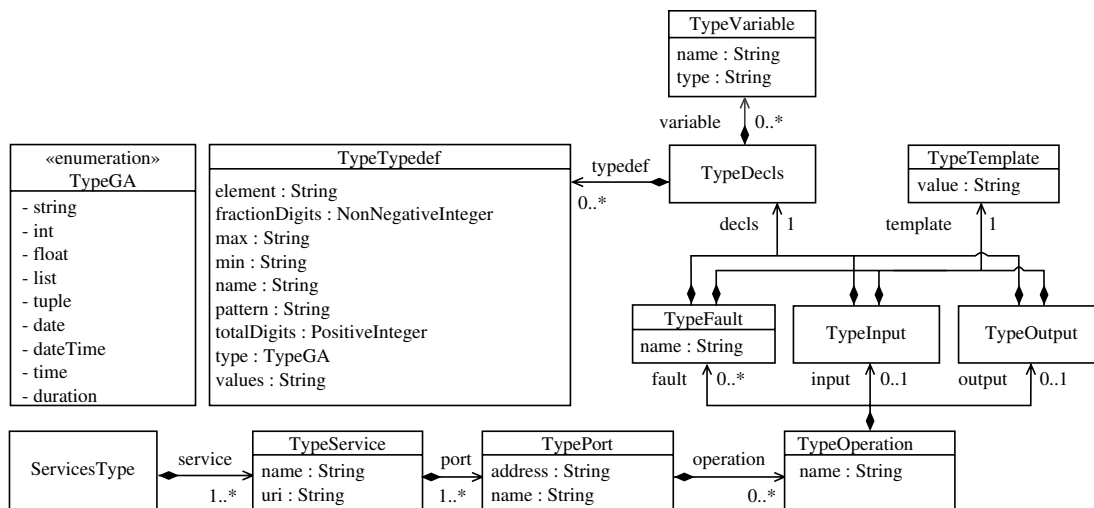 TypeVariable
name : String
type : String
variable
0..*
«enumeration»
TypeGA
- string
- int
- float
- list
- tuple
- date
- dateTime
- time
- duration
TypeTypedef
element : String
fractionDigits : NonNegativeInteger
max : String
min : String
name : String
pattern : String
totalDigits : PositiveInteger
type : TypeGA
values : String
typedef
0..*
TypeDecls
TypeTemplate
value : String
decls
1
template
1
TypeFault
name : String
TypeInput
TypeOutput
fault
0..*
input
0..1
output
0..1
ServicesType
service
1..*
TypeService
name : String
uri : String
port
1..*
TypePort
address : String
name : String
operation
0..*
TypeOperation
name : String